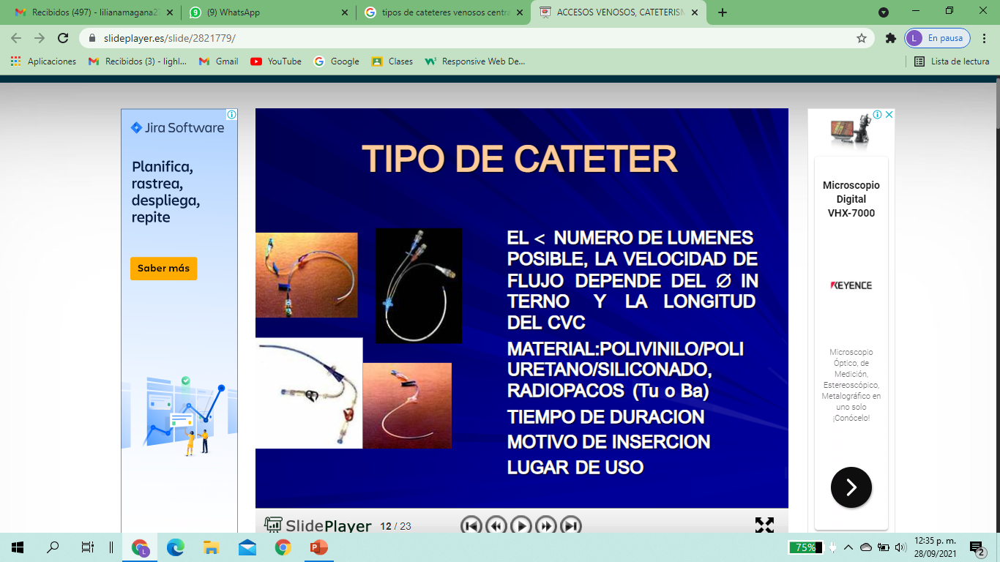 Recibidos (497) - lilianamagana2
(9) WhatsApp
tipos de cateteres venosos centra
ACCESOS VENOSOS, CATETERISM
slideplayer.es/slide/2821779/
L
En pausa
Aplicaciones
Recibidos (3) - lighl...
Gmail
YouTube
Google
Clases
Responsive Web De...
Lista de lectura
Jira Software
Planifica,
rastrea,
despliega,
repite
Saber más
TIPO DE CATETER
EL < NUMERO DE LUMENES
POSIBLE, LA VELOCIDAD DE
FLUJO DEPENDE DEL Ø IN
TERNO Y LA LONGITUD
DEL CVC
MATERIAL:POLIVINILO/POLI
URETANO/SILICONADO,
RADIOPACOS (Tu o Ba)
TIEMPO DE DURACION
MOTIVO DE INSERCION
LUGAR DE USO
Microscopio
Digital
VHX-7000
KEYENCE
Microscopio
Óptico, de
Medición,
Estereoscópico,
Metalográfico en
uno solo
¡Conócelo!
SlidePlayer
12 / 23
75%
12:35 p. m.
28/09/2021
2